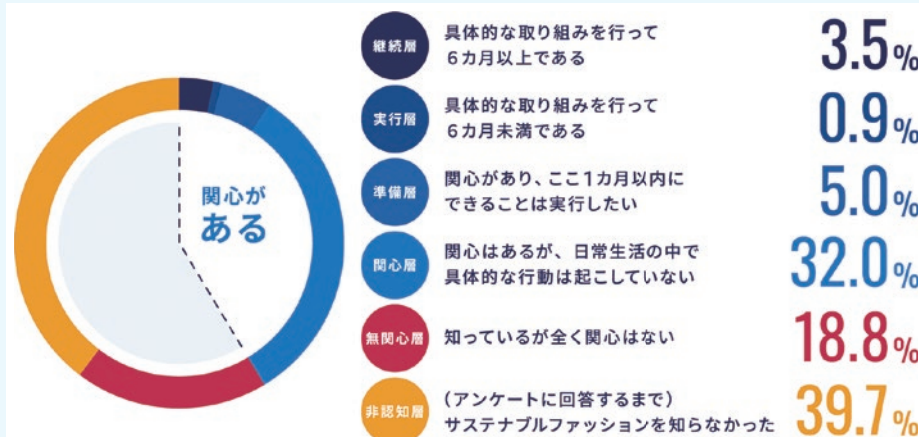 関心が
ある
継続層
具体的な取り組みを行って
6カ月以上である
3.5%
実行層
具体的な取り組みを行って
6カ月未満である
0.9%
準備層
関心があり、ここ1カ月以内に
できることは実行したい
5.0%
関心層
関心はあるが、日常生活の中で
具体的な行動は起こしていない
32.0%
無関心層
知っているが全く関心はない
18.8%
非認知層
(アンケートに回答するまで)
サステナブルファッションを知らなかった
39.7%